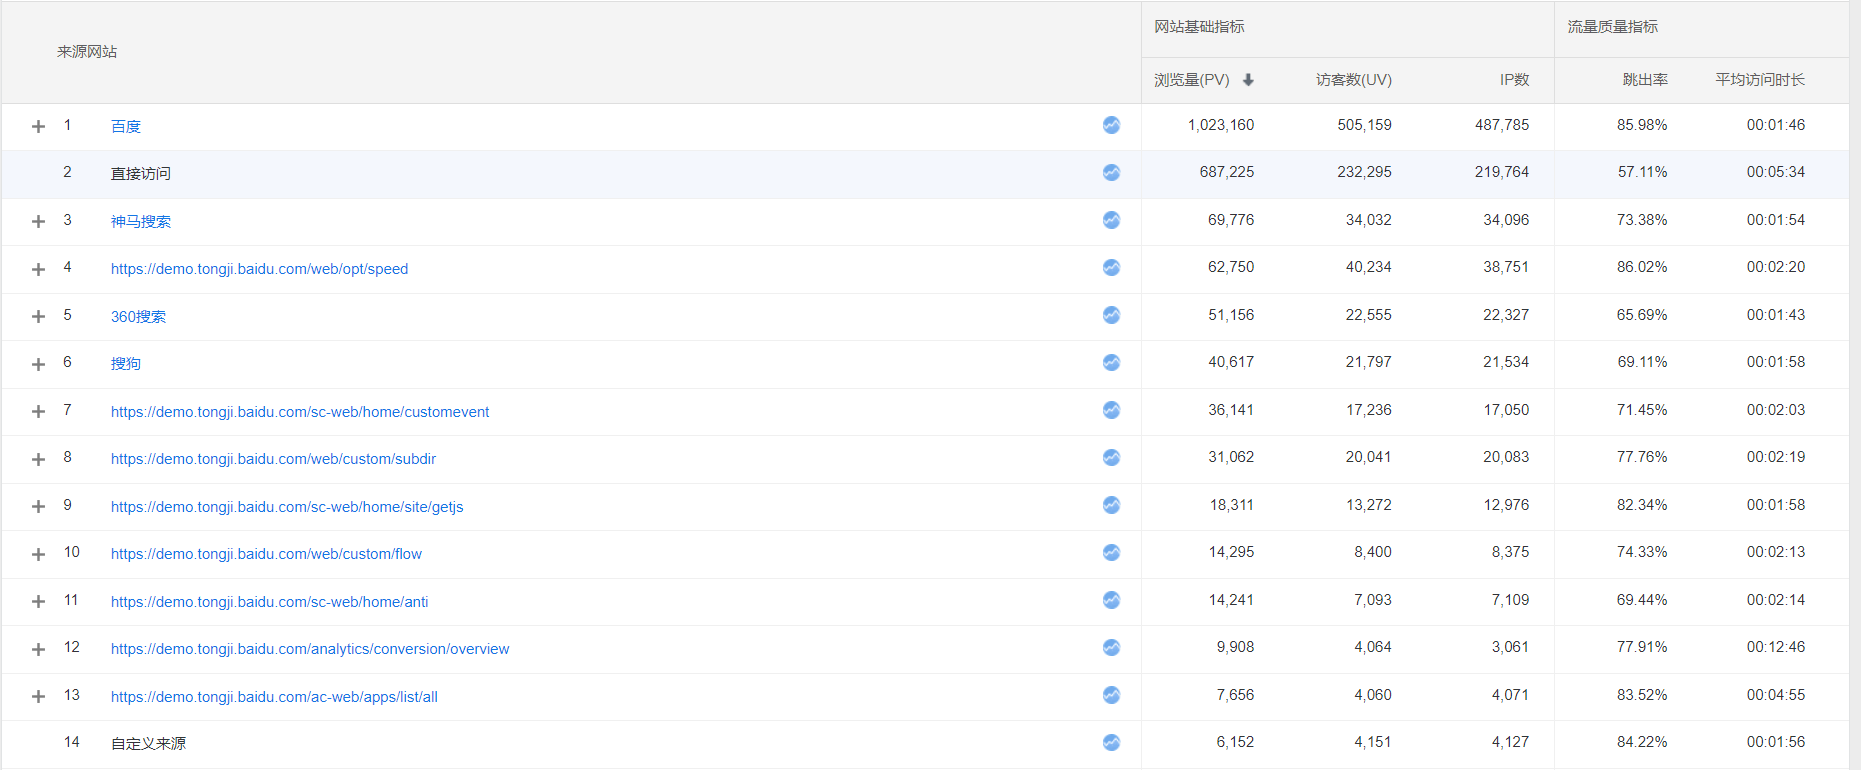 来源网站
网站基础指标 流量质量指标
浏览量(PV) 访客数(UV) IP数 跳出率 平均访问时长
1 百度 1,023,160 505,159 487,785 85.98% 00:01:46
2 直接访问 687,225 232,295 219,764 57.11% 00:05:34
3 神马搜索 69,776 34,032 34,096 73.38% 00:01:54
4 https://demo.tongji.baidu.com/web/opt/speed 62,750 40,234 38,751 86.02% 00:02:20
5 360搜索 51,156 22,555 22,327 65.69% 00:01:43
6 搜狗 40,617 21,797 21,534 69.11% 00:01:58
7 https://demo.tongji.baidu.com/sc-web/home/customevent 36,141 17,236 17,050 71.45% 00:02:03
8 https://demo.tongji.baidu.com/web/custom/subdir 31,062 20,041 20,083 77.76% 00:02:19
9 https://demo.tongji.baidu.com/sc-web/home/site/getjs 18,311 13,272 12,976 82.34% 00:01:58
10 https://demo.tongji.baidu.com/web/custom/flow 14,295 8,400 8,375 74.33% 00:02:13
11 https://demo.tongji.baidu.com/sc-web/home/anti 14,241 7,093 7,109 69.44% 00:02:14
12 https://demo.tongji.baidu.com/analytics/conversion/overview 9,908 4,064 3,061 77.91% 00:12:46
13 https://demo.tongji.baidu.com/ac-web/apps/list/all 7,656 4,060 4,071 83.52% 00:04:55
14 自定义来源 6,152 4,151 4,127 84.22% 00:01:56